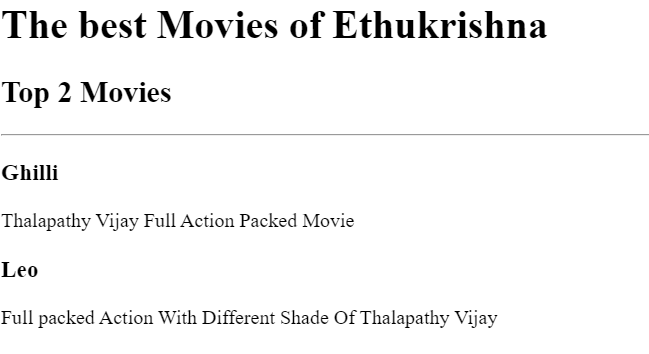 The best Movies of Ethukrishna
Top 2 Movies
Ghilli
Thalapathy Vijay Full Action Packed Movie
Leo
Full packed Action With Different Shade Of Thalapathy Vijay